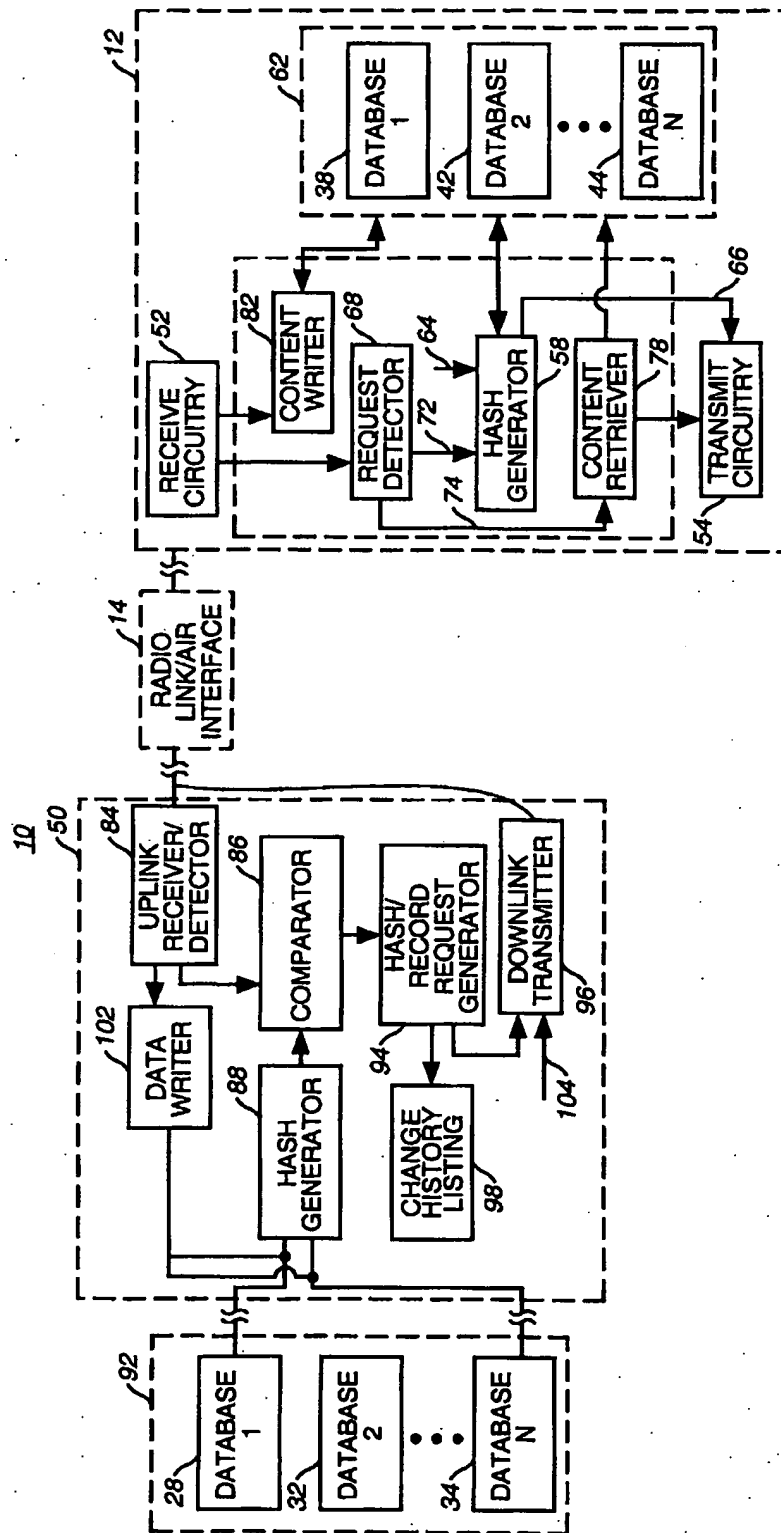 10
92
28
DATABASE
1
32
DATABASE
2
34
DATABASE
N
50
84
UPLINK
RECEIVER/
DETECTOR
102
DATA
WRITER
86
COMPARATOR
88
HASH
GENERATOR
94
HASH/
RECORD
REQUEST
GENERATOR
98
CHANGE
HISTORY
LISTING
96
DOWNLINK
TRANSMITTER
104
14
RADIO
LINK/AIR
INTERFACE
12
52
RECEIVE
CIRCUITRY
82
CONTENT
WRITER
68
REQUEST
DETECTOR
72
64
74
HASH
GENERATOR
58
CONTENT
RETRIEVER
78
54
TRANSMIT
CIRCUITRY
66
62
38
DATABASE
1
42
DATABASE
2
44
DATABASE
N